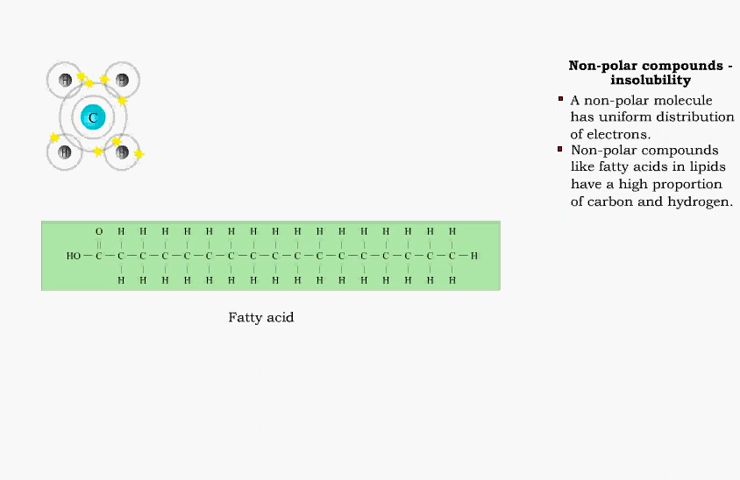 H H
C
H H
Non-polar compounds -
insolubility
A non-polar molecule
has uniform distribution
of electrons.
Non-polar compounds
like fatty acids in lipids
have a high proportion
of carbon and hydrogen.
O H H H H H H H H H H H H H H H H
HO — C — C — C — C — C — C — C — C — C — C — C — C — C — C — C — C — C — H
H H H H H H H H H H H H H H H H
Fatty acid